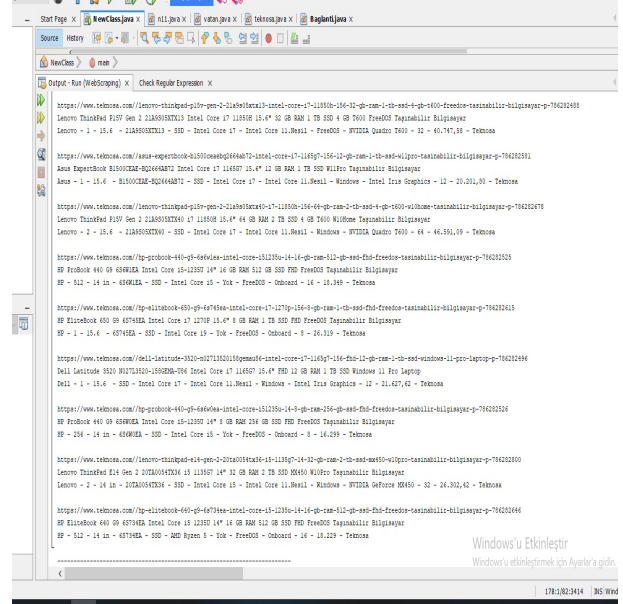 Start Page x NewClass.java x n11.java x vatan.java x teknosa.java x Baglanti.java x
Source History
NewClass main
Output - Run (WebScraping) x Check Regular Expression x
https://www.teknosa.com//lenovo-thinkpad-p15v-gen-2-21a9s08xtx13-intel-core-i7-11850h-156-32-gb-ram-1-tb-ssd-4-gb-t600-freedos-tasinabilir-bilgisayar-p-786282488
Lenovo ThinkPad P15V Gen 2 21A9S05XTX13 Intel Core i7 11850H 15.6" 32 GB RAM 1 TB SSD 4 GB T600 FreeDOS Taşınabilir Bilgisayar
Lenovo - 1 - 15.6 - 21A9S05XTX13 - SSD - Intel Core i7 - Intel Core 11.Nesil - FreeDOS - NVIDIA Quadro T600 - 32 - 40.747,58 - Teknosa
https://www.teknosa.com//asus-expertbook-b1500ceaebq2664ab72-intel-core-i7-1165g7-156-12-gb-ram-1-tb-ssd-w11pro-tasinabilir-bilgisayar-p-786282581
Asus ExpertBook B1500CEAE-BQ2664AB72 Intel Core i7 1165G7 15.6" 12 GB RAM 1 TB SSD W11Pro Taşınabilir Bilgisayar
Asus - 1 - 15.6 - B1500CEAE-BQ2664AB72 - SSD - Intel Core i7 - Intel Core 11.Nesil - Windows - Intel Iris Graphics - 12 - 20.201,80 - Teknosa
https://www.teknosa.com//lenovo-thinkpad-p15v-gen-2-21a9s05xtx40-i7-11850h-156-64-gb-ram-2-tb-ssd-4-gb-t600-w10home-tasinabilir-bilgisayar-p-786282678
Lenovo ThinkPad P15V Gen 2 21A9S05XTX40 i7 11850H 15.6" 64 GB RAM 2 TB SSD 4 GB T600 W10Home Taşınabilir Bilgisayar
Lenovo - 2 - 15.6 - 21A9S05XTX40 - SSD - Intel Core i7 - Intel Core 11.Nesil - Windows - NVIDIA Quadro T600 - 64 - 46.591,09 - Teknosa
https://www.teknosa.com//hp-probook-440-g9-6s6w1ea-intel-core-i51235u-14-16-gb-ram-512-gb-ssd-fhd-freedos-tasinabilir-bilgisayar-p-786282525
HP ProBook 440 G9 6S6W1EA Intel Core i5-1235U 14" 16 GB RAM 512 GB SSD FHD FreeDOS Taşınabilir Bilgisayar
HP - 512 - 14 in - 6S6W1EA - SSD - Intel Core i5 - Yok - FreeDOS - Onboard - 16 - 18.349 - Teknosa
https://www.teknosa.com//hp-elitebook-650-g9-6s745ea-intel-core-i7-1270p-156-8-gb-ram-1-tb-ssd-fhd-freedos-tasinabilir-bilgisayar-p-786282615
HP EliteBook 650 G9 6S745EA Intel Core i7 1270P 15.6" 8 GB RAM 1 TB SSD FHD FreeDOS Taşınabilir Bilgisayar
HP - 1 - 15.6 - 6S745EA - SSD - Intel Core i9 - Yok - FreeDOS - Onboard - 8 - 26.319 - Teknosa
https://www.teknosa.com//dell-latitude-3520-n027l3520158gemau86-intel-core-i7-1165g7-156-fhd-12-gb-ram-1-tb-ssd-windows-11-pro-laptop-p-786282496
Dell Latitude 3520 N027L3520-158GEMA-U86 Intel Core i7 1165G7 15.6" FHD 12 GB RAM 1 TB SSD Windows 11 Pro Laptop
Dell - 1 - 15.6 - SSD - Intel Core i7 - Intel Core 11.Nesil - Windows - Intel Iris Graphics - 12 - 21.627,62 - Teknosa
https://www.teknosa.com//hp-probook-440-g9-6s6w0ea-intel-core-i51235u-14-8-gb-ram-256-gb-ssd-fhd-freedos-tasinabilir-bilgisayar-p-786282526
HP ProBook 440 G9 6S6W0EA Intel Core i5-1235U 14" 8 GB RAM 256 GB SSD FHD FreeDOS Taşınabilir Bilgisayar
HP - 256 - 14 in - 6S6W0EA - SSD - Intel Core i5 - Yok - FreeDOS - Onboard - 8 - 16.299 - Teknosa
https://www.teknosa.com//lenovo-thinkpad-e14-gen-2-20ta0054tx36-i5-1135g7-14-32-gb-ram-2-tb-ssd-mx450-w10pro-tasinabilir-bilgisayar-p-786282800
Lenovo ThinkPad E14 Gen 2 20TA0054TX36 i5 1135G7 14" 32 GB RAM 2 TB SSD MX450 W10Pro Taşınabilir Bilgisayar
Lenovo - 2 - 14 in - 20TA0054TX36 - SSD - Intel Core i5 - Intel Core 11.Nesil - Windows - NVIDIA GeForce MX450 - 32 - 26.302,42 - Teknosa
https://www.teknosa.com//hp-elitebook-640-g9-6s734ea-intel-core-i5-1235u-14-16-gb-ram-512-gb-ssd-fhd-freedos-tasinabilir-bilgisayar-p-786282646
HP EliteBook 640 G9 6S734EA Intel Core i5 1235U 14" 16 GB RAM 512 GB SSD FHD FreeDOS Taşınabilir Bilgisayar
HP - 512 - 14 in - 6S734EA - SSD - AMD Ryzen 5 - Yok - FreeDOS - Onboard - 16 - 18.229 - Teknosa
Windows'u Etkinleştir
Windows'u etkinleştirmek için Ayarlar'a gidin.
178:1/82:3414 INS Wind